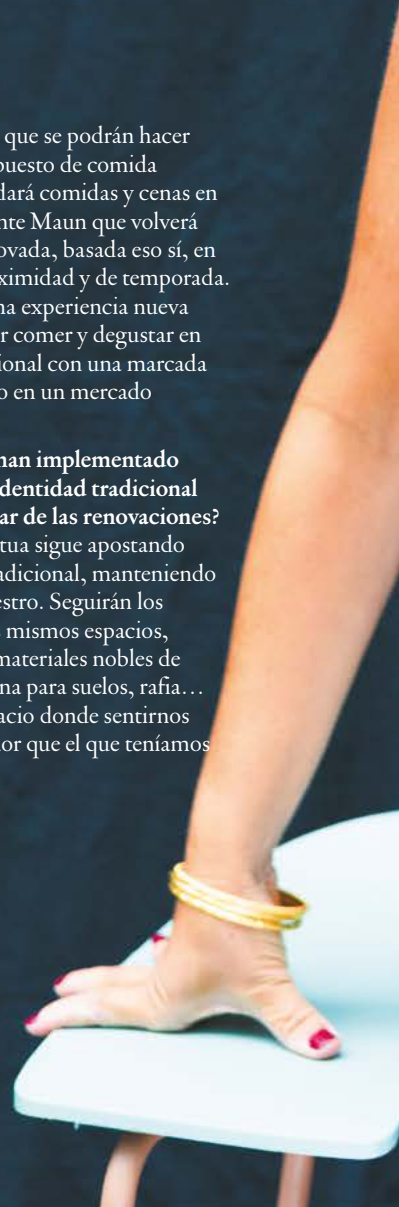 que se podrán hacer
puesto de comida
dará comidas y cenas en
nte Maun que volverá
ovada, basada eso sí, en
ximidad y de temporada.
na experiencia nueva
r comer y degustar en
ional con una marcada
o en un mercado
han implementado
dentidad tradicional
ar de las renovaciones?
tua sigue apostando
adicional, manteniendo
estro. Seguirán los
s mismos espacios,
materiales nobles de
na para suelos, rafia…
acio donde sentirnos
or que el que teníamos